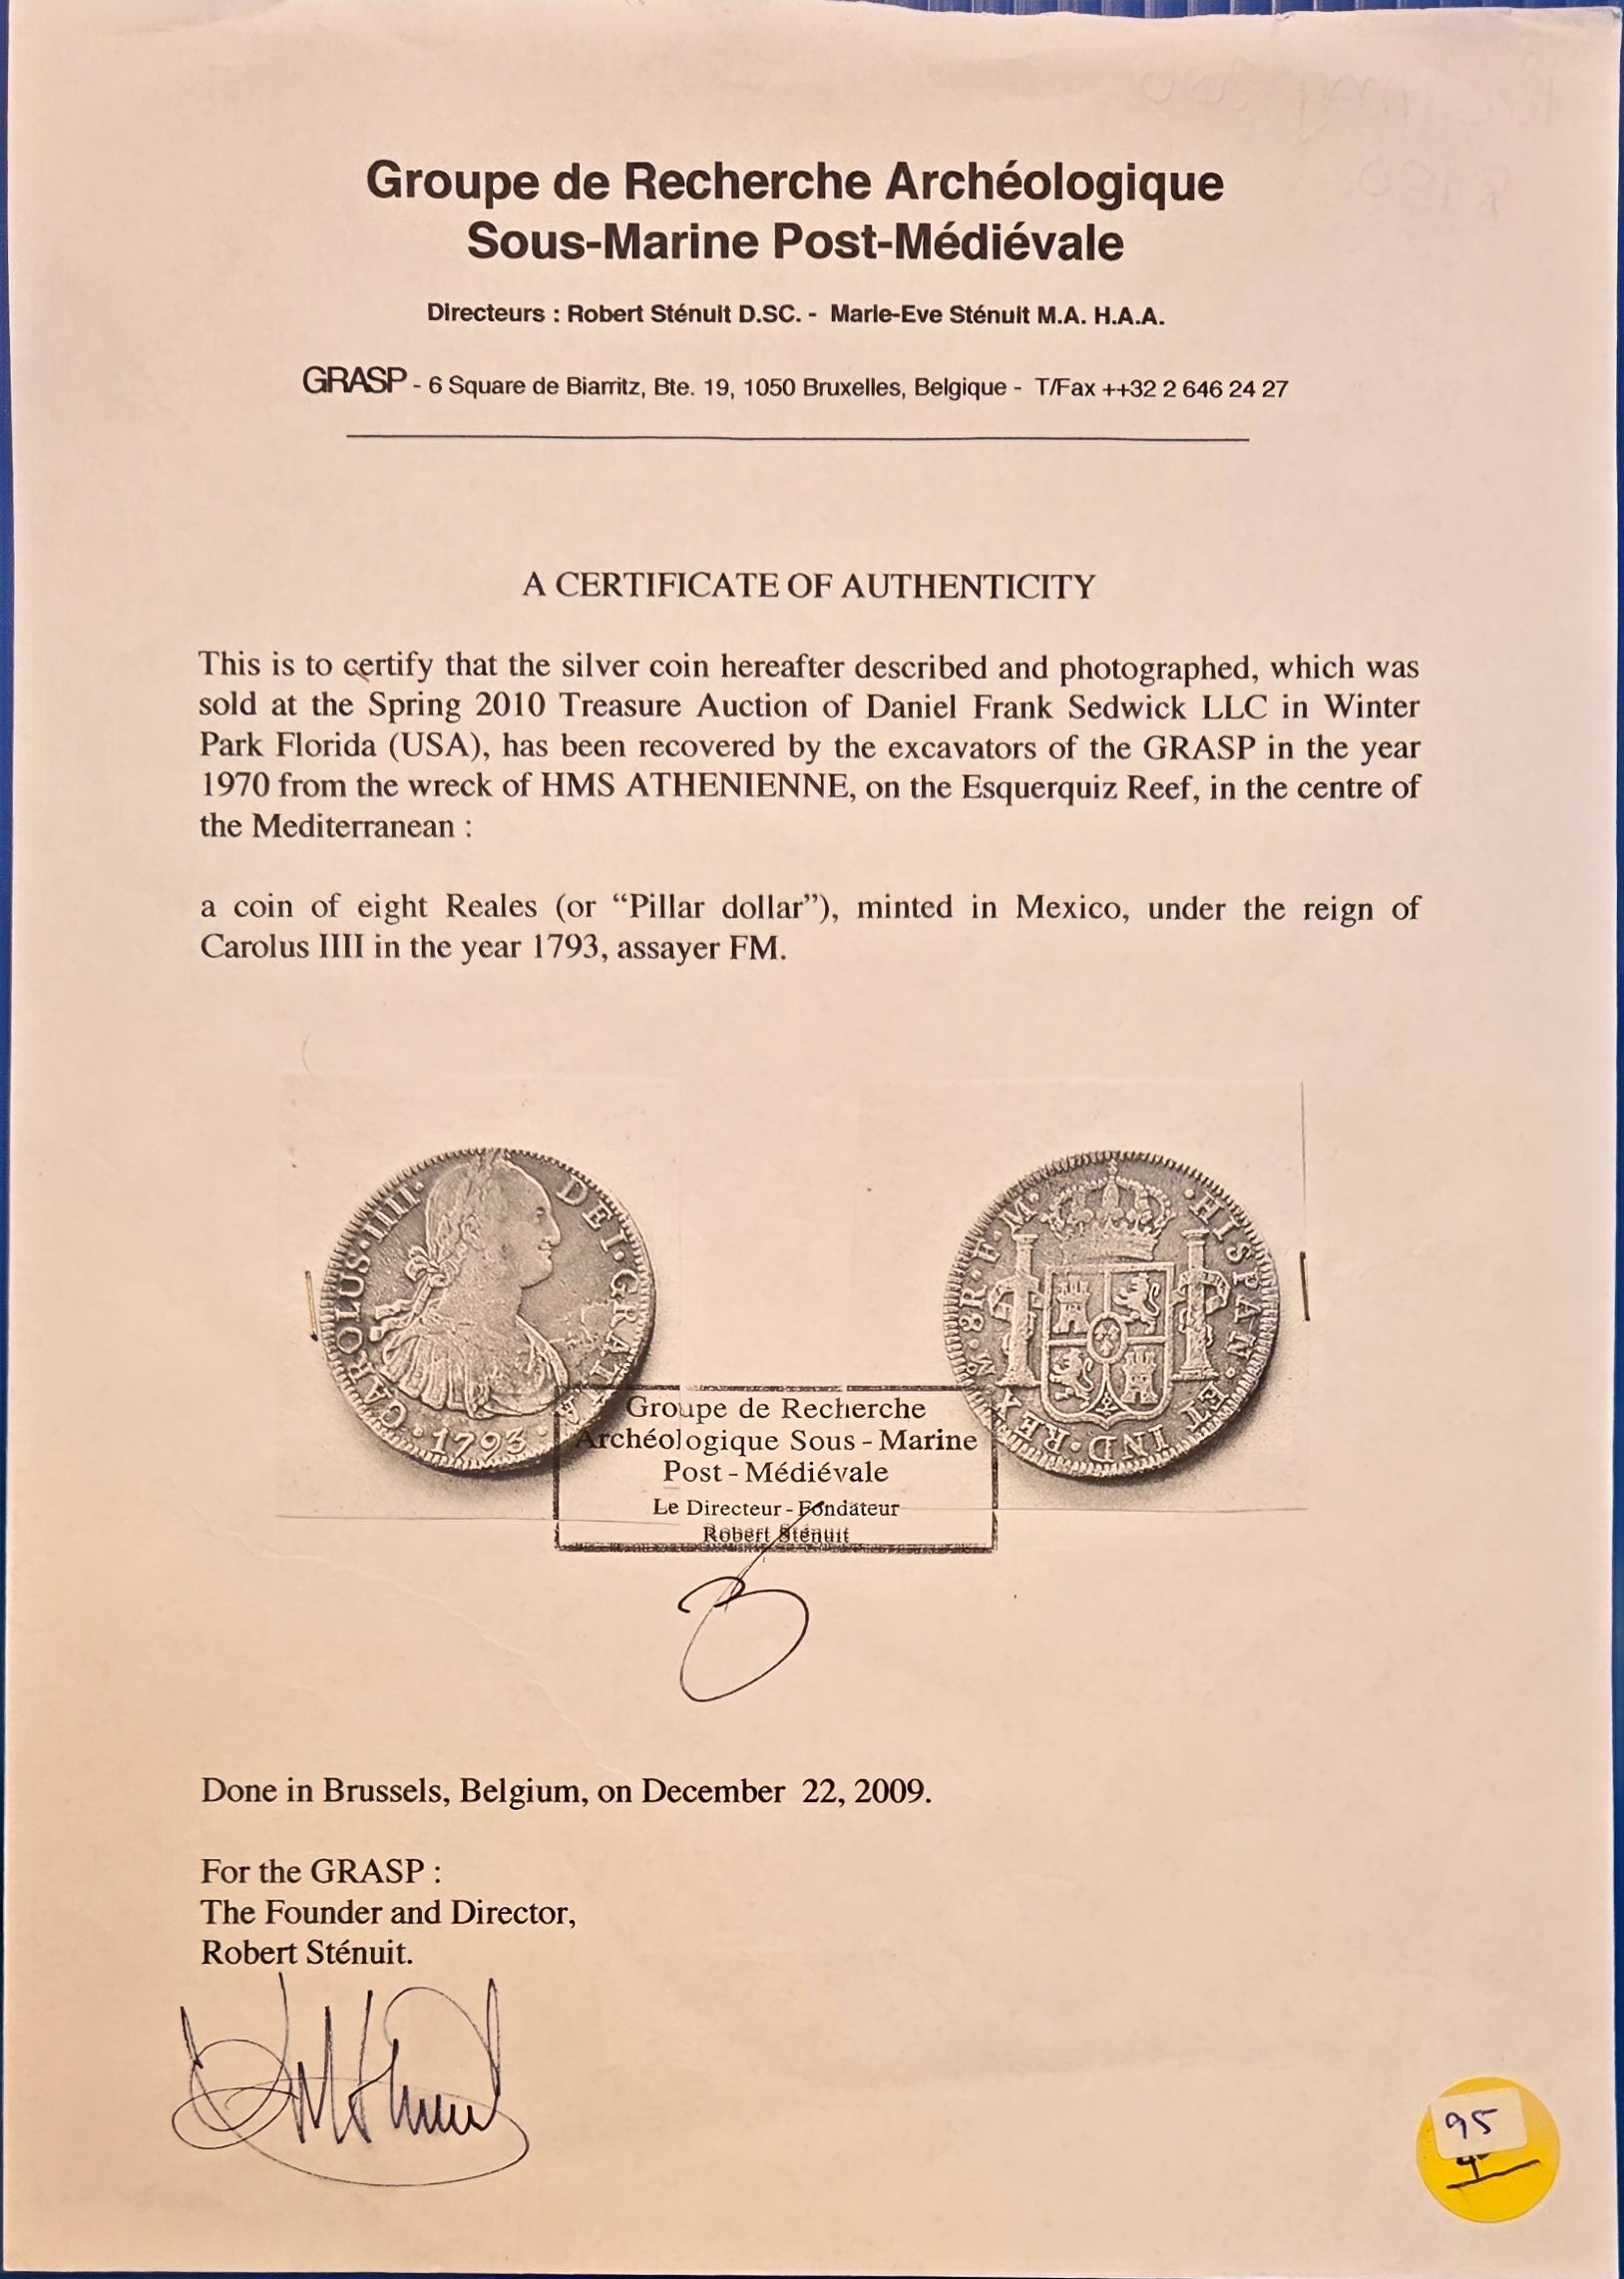 Groupe de Recherche Archéologique
Sous-Marine Post-Médiévale
Directeurs : Robert Sténuit D.SC. - Marie-Eve Sténuit M.A. H.A.A.
GRASP - 6 Square de Biarritz, Bte. 19, 1050 Bruxelles, Belgique - T/Fax ++32 2 646 24 27
A CERTIFICATE OF AUTHENTICITY
This is to certify that the silver coin hereafter described and photographed, which was
sold at the Spring 2010 Treasure Auction of Daniel Frank Sedwick LLC in Winter
Park Florida (USA), has been recovered by the excavators of the GRASP in the year
1970 from the wreck of HMS ATHENIENNE, on the Esquerquiz Reef, in the centre of
the Mediterranean :
a coin of eight Reales (or “Pillar dollar”), minted in Mexico, under the reign of
Carolus IIII in the year 1793, assayer FM.
CAROLUS·IIII· DEI·GRATIA
·1793·
·HISPAN·ET IND·REX·M·8R·F·M·
Groupe de Recherche
Archéologique Sous - Marine
Post - Médiévale
Le Directeur - Fondateur
Robert Sténuit
Done in Brussels, Belgium, on December 22, 2009.
For the GRASP :
The Founder and Director,
Robert Sténuit.
95